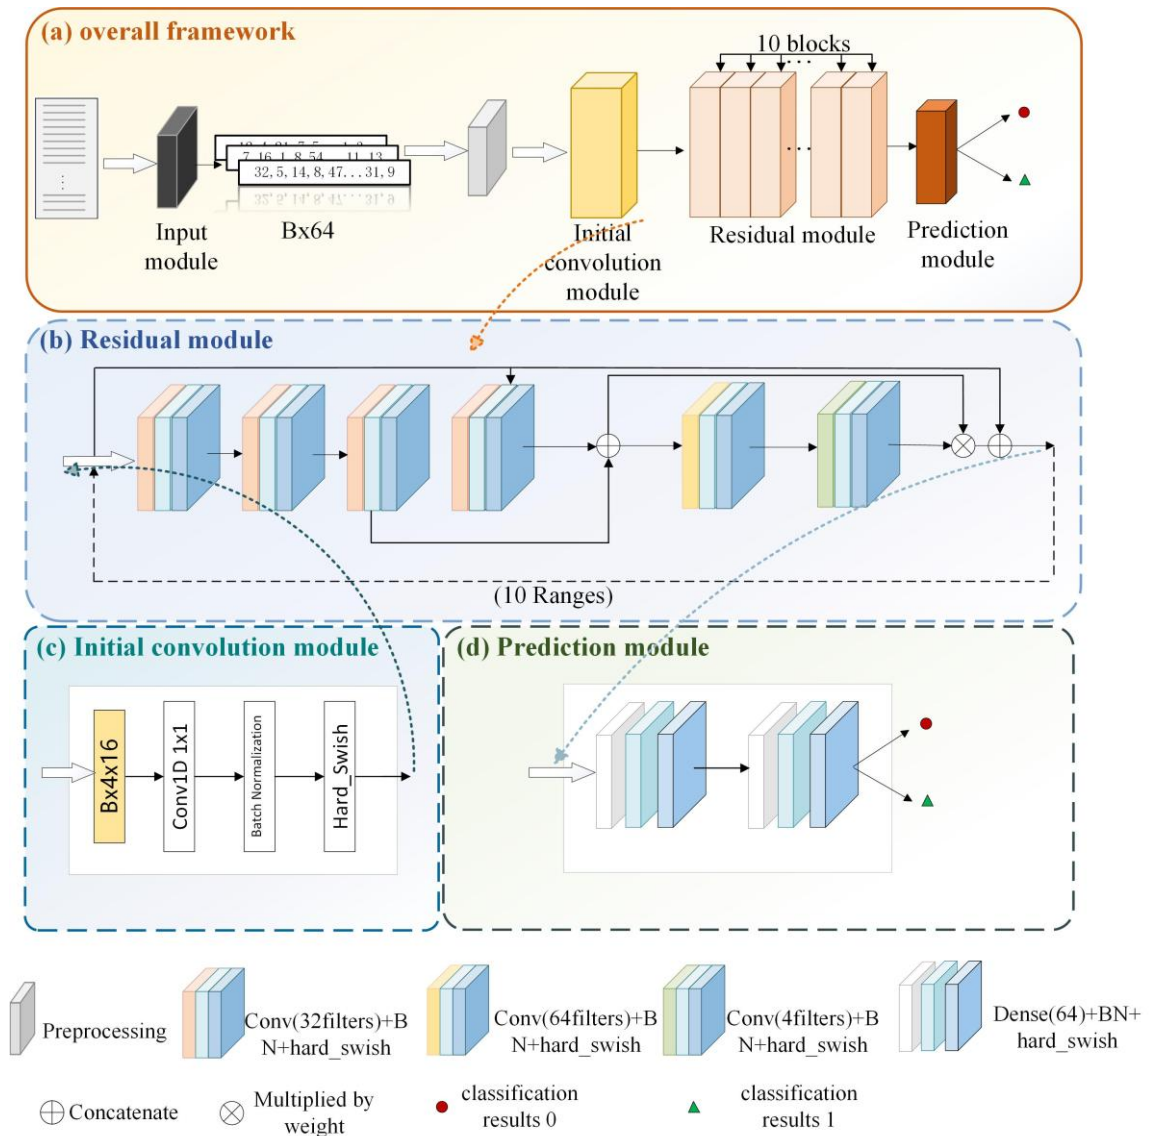 (a) overall framework
10 blocks
7, 16, 1, 8, 54, . . 11, 13
32, 5, 14, 8, 47. . . 31, 9
Input
module
Bx64
Initial
convolution
module
Residual module
Prediction
module
(b) Residual module
(10 Ranges)
(c) Initial convolution module
Bx4x16
Conv1D 1x1
Batch Normalization
Hard_Swish
(d) Prediction module
Preprocessing
Conv(32filters)+B
N+hard_swish
Conv(64filters)+B
N+hard_swish
Conv(4filters)+B
N+hard_swish
Dense(64)+BN+
hard_swish
Concatenate
Multiplied by
weight
classification
results 0
classification
results 1